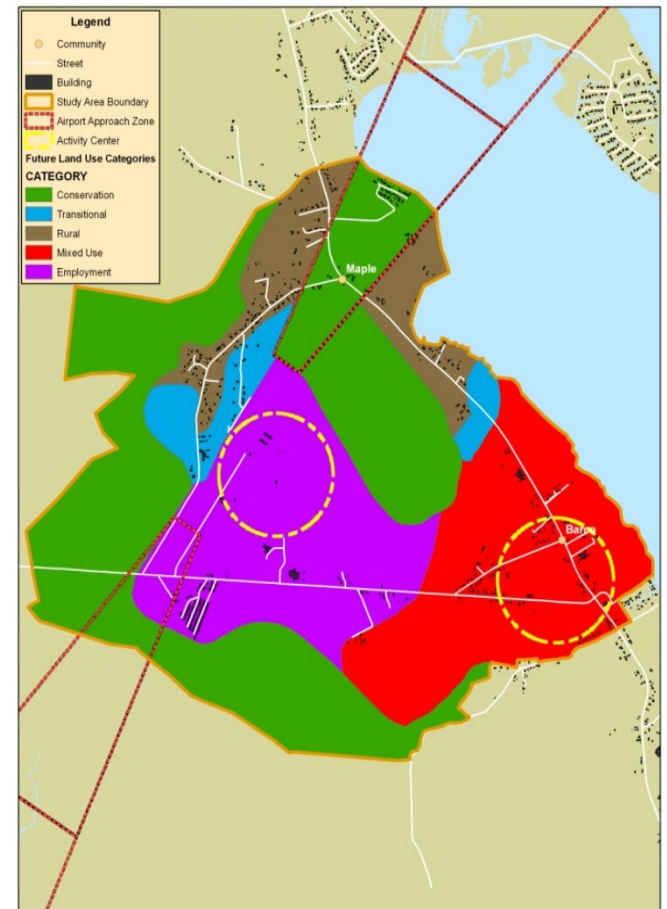 Legend
Community
Street
Building
Study Area Boundary
Airport Approach Zone
Activity Center
Future Land Use Categories
CATEGORY
Conservation
Transitional
Rural
Mixed Use
Employment
Maple
Baron